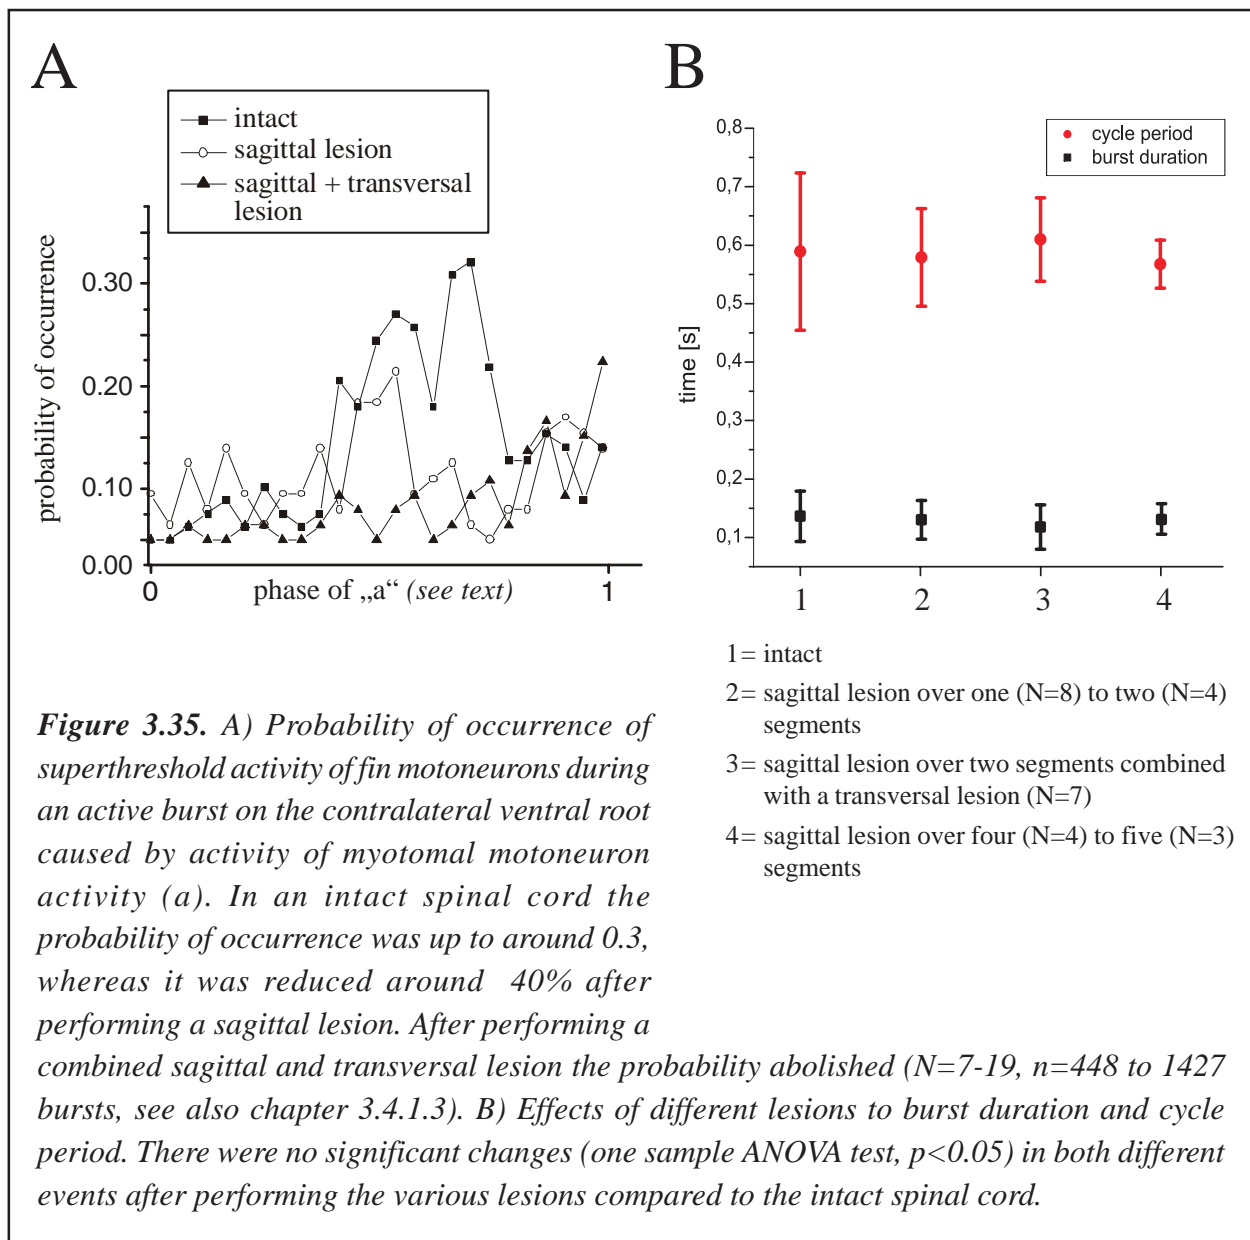 A
intact
sagittal lesion
sagittal + transversal
lesion
probability of occurrence
0.30
0.20
0.10
0.00
0
1
phase of „a“ (see text)
B
cycle period
burst duration
time [s]
0,8
0,7
0,6
0,5
0,4
0,3
0,2
0,1
1
2
3
4
1= intact
2= sagittal lesion over one (N=8) to two (N=4)
segments
3= sagittal lesion over two segments combined
with a transversal lesion (N=7)
4= sagittal lesion over four (N=4) to five (N=3)
segments
Figure 3.35. A) Probability of occurrence of
superthreshold activity of fin motoneurons during
an active burst on the contralateral ventral root
caused by activity of myotomal motoneuron
activity (a). In an intact spinal cord the
probability of occurrence was up to around 0.3,
whereas it was reduced around 40% after
performing a sagittal lesion. After performing a
combined sagittal and transversal lesion the probability abolished (N=7-19, n=448 to 1427
bursts, see also chapter 3.4.1.3). B) Effects of different lesions to burst duration and cycle
period. There were no significant changes (one sample ANOVA test, p<0.05) in both different
events after performing the various lesions compared to the intact spinal cord.